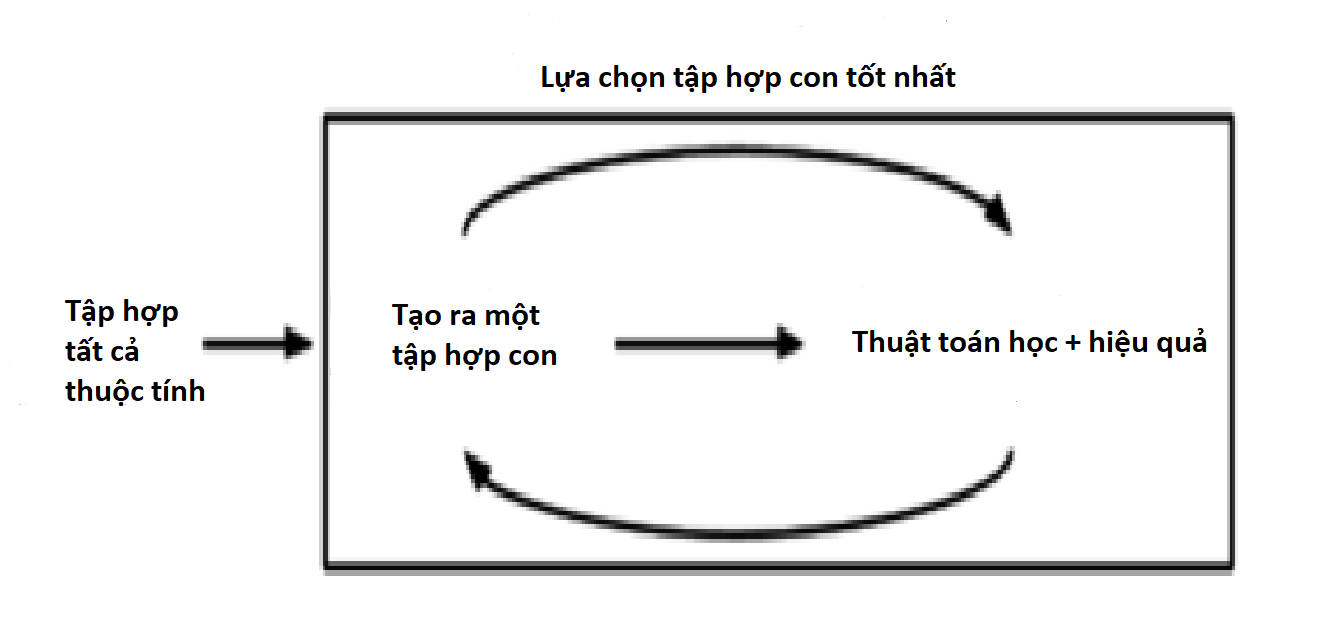 Lựa chọn tập hợp con tốt nhất
Tập hợp
tất cả
thuộc tính
Tạo ra một
tập hợp con
Thuật toán học + hiệu quả